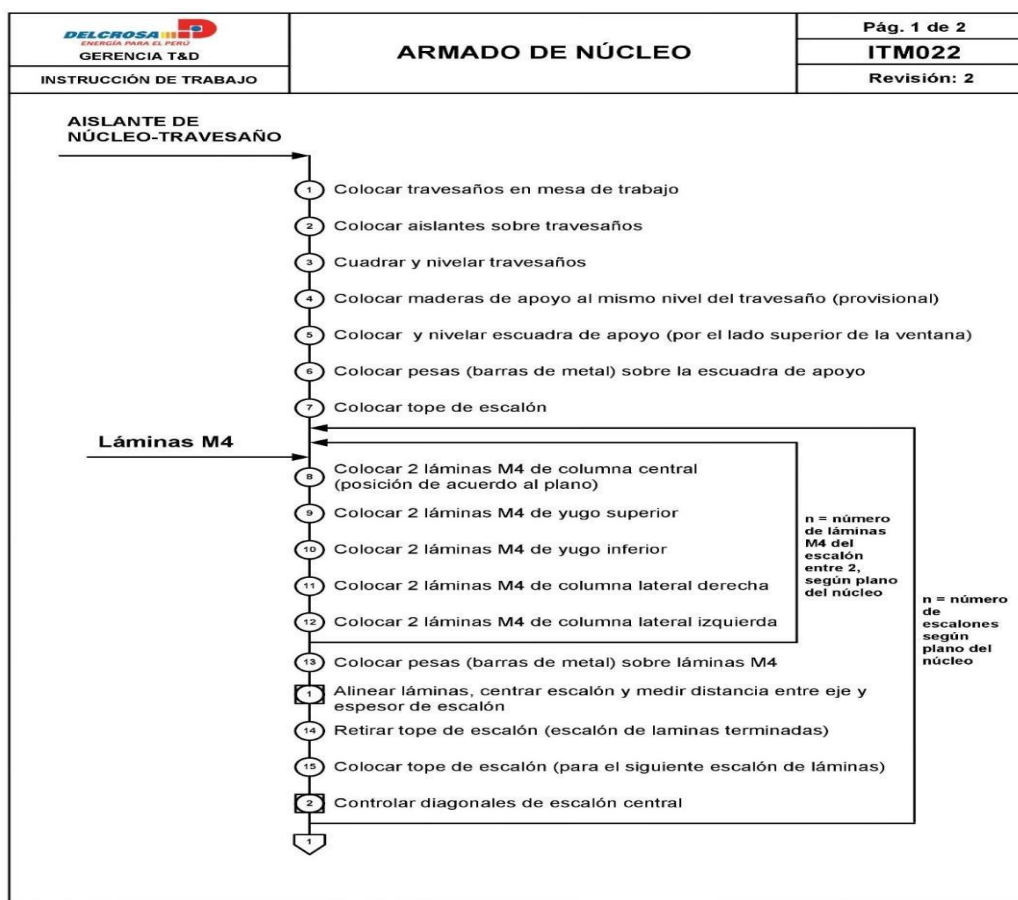 DELCROSA
ENERGÍA PARA EL PERÚ
GERENCIA T&D
INSTRUCCIÓN DE TRABAJO
ARMADO DE NÚCLEO
Pág. 1 de 2
ITM022
Revisión: 2
AISLANTE DE
NÚCLEO-TRAVESAÑO
1 Colocar travesaños en mesa de trabajo
2 Colocar aislantes sobre travesaños
3 Cuadrar y nivelar travesaños
4 Colocar maderas de apoyo al mismo nivel del travesaño (provisional)
5 Colocar y nivelar escuadra de apoyo (por el lado superior de la ventana)
6 Colocar pesas (barras de metal) sobre la escuadra de apoyo
7 Colocar tope de escalón
Láminas M4
8 Colocar 2 láminas M4 de columna central
(posición de acuerdo al plano)
9 Colocar 2 láminas M4 de yugo superior
10 Colocar 2 láminas M4 de yugo inferior
11 Colocar 2 láminas M4 de columna lateral derecha
12 Colocar 2 láminas M4 de columna lateral izquierda
n = número
de láminas
M4 del
escalón
entre 2,
según plano
del núcleo
n = número
de
escalones
según
plano del
núcleo
13 Colocar pesas (barras de metal) sobre láminas M4
1 Alinear láminas, centrar escalón y medir distancia entre eje y
espesor de escalón
14 Retirar tope de escalón (escalón de laminas terminadas)
15 Colocar tope de escalón (para el siguiente escalón de láminas)
2 Controlar diagonales de escalón central
1